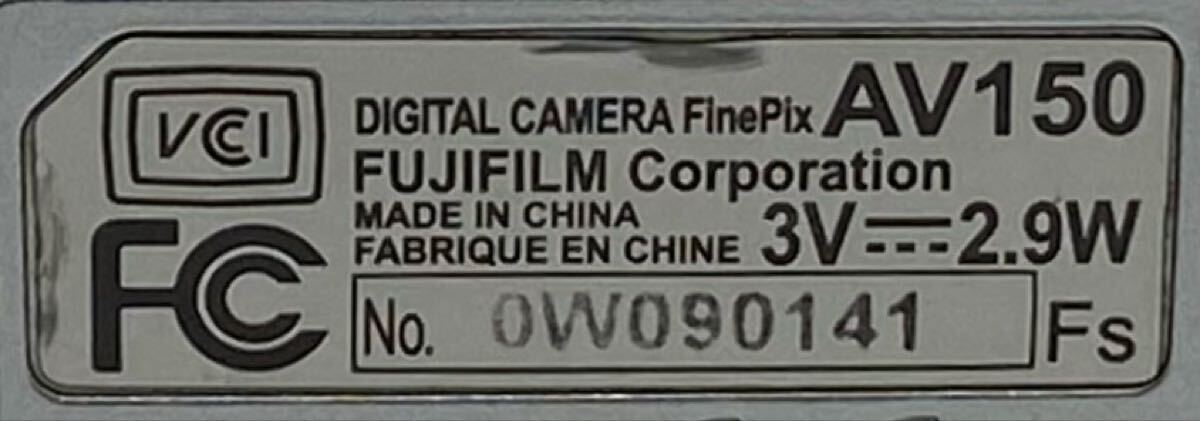 VCCI
DIGITAL CAMERA FinePix AV150
FUJIFILM Corporation
MADE IN CHINA
FABRIQUE EN CHINE 3V⎓2.9W
FC
No. 0W090141 Fs